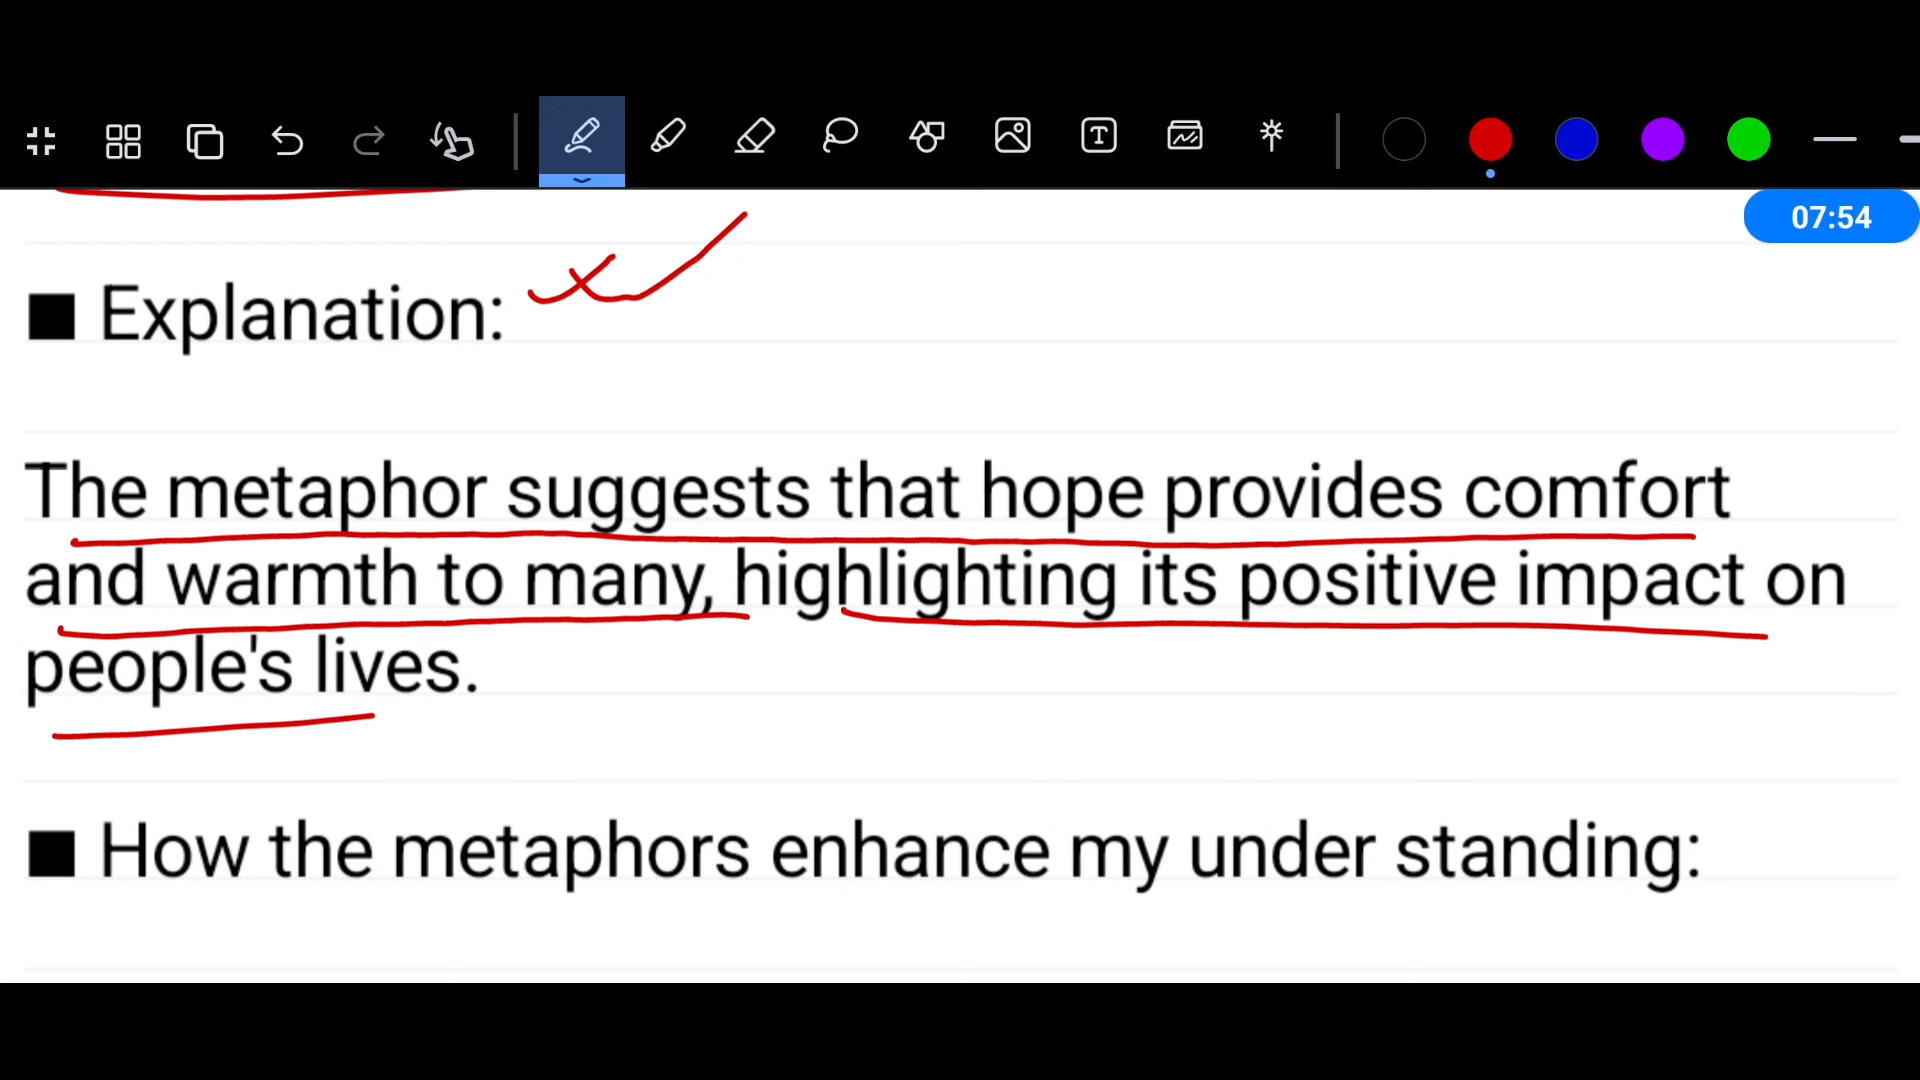 07:54
■ Explanation:
The metaphor suggests that hope provides comfort
and warmth to many, highlighting its positive impact on
people's lives.
■ How the metaphors enhance my under standing: